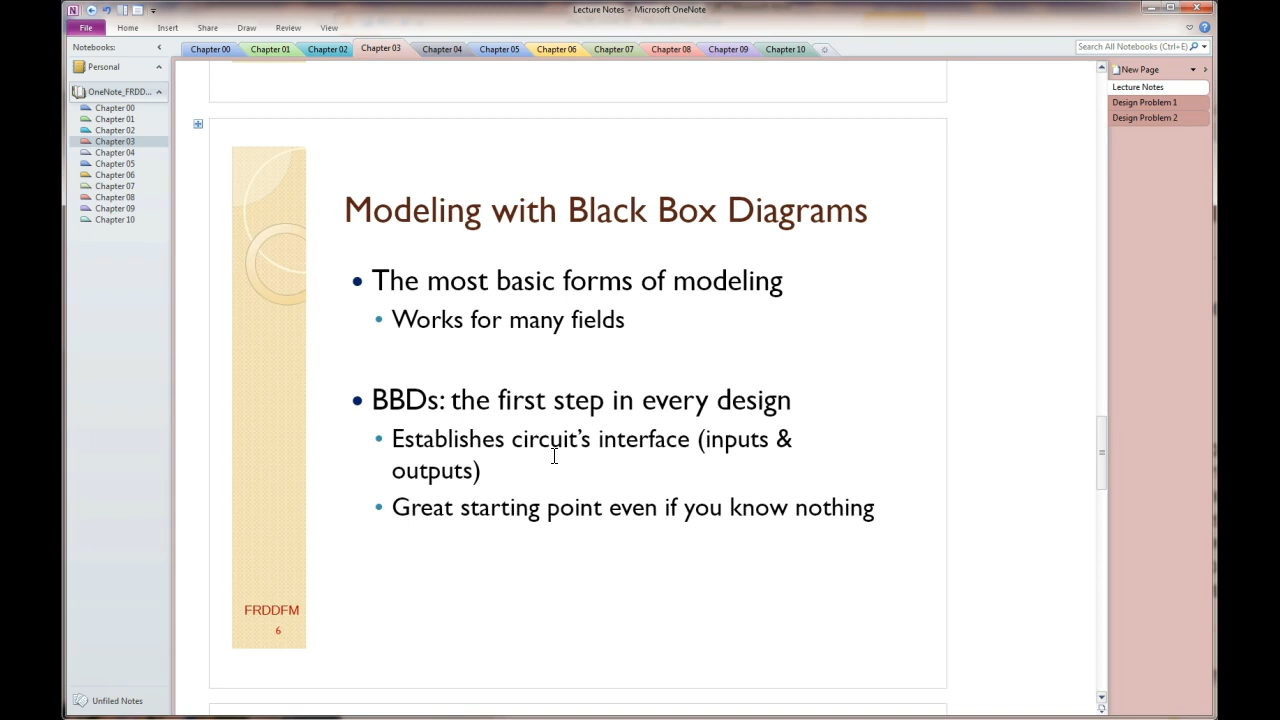 Lecture Notes - Microsoft OneNote
File Home Insert Share Draw Review View
Notebooks:
Chapter 00 Chapter 01 Chapter 02 Chapter 03 Chapter 04 Chapter 05 Chapter 06 Chapter 07 Chapter 08 Chapter 09 Chapter 10
Search All Notebooks (Ctrl+E)
Personal
OneNote_FRDD...
Chapter 00
Chapter 01
Chapter 02
Chapter 03
Chapter 04
Chapter 05
Chapter 06
Chapter 07
Chapter 08
Chapter 09
Chapter 10
Unfiled Notes
New Page
Lecture Notes
Design Problem 1
Design Problem 2
Modeling with Black Box Diagrams
• The most basic forms of modeling
• Works for many fields
• BBDs: the first step in every design
• Establishes circuit's interface (inputs &
outputs)
• Great starting point even if you know nothing
FRDDFM
6